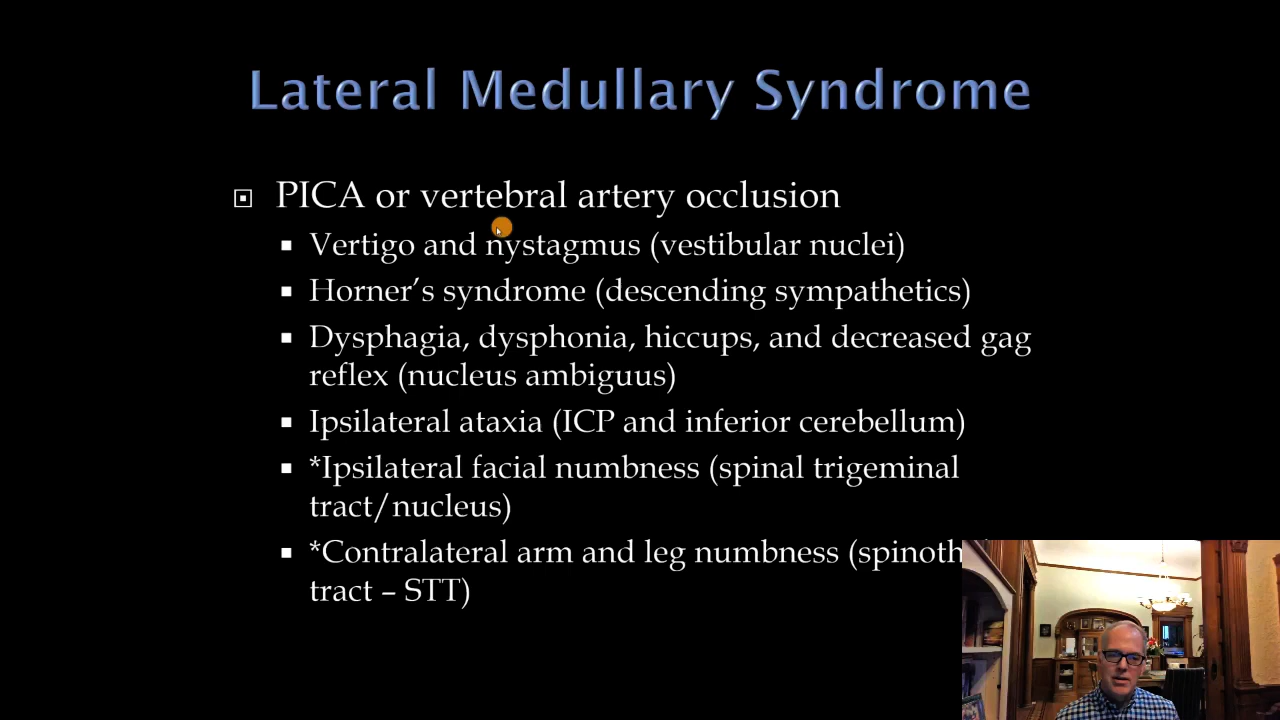 Lateral Medullary Syndrome
PICA or vertebral artery occlusion
Vertigo and nystagmus (vestibular nuclei)
Horner’s syndrome (descending sympathetics)
Dysphagia, dysphonia, hiccups, and decreased gag
reflex (nucleus ambiguus)
Ipsilateral ataxia (ICP and inferior cerebellum)
*Ipsilateral facial numbness (spinal trigeminal
tract/nucleus)
*Contralateral arm and leg numbness
tract – STT)